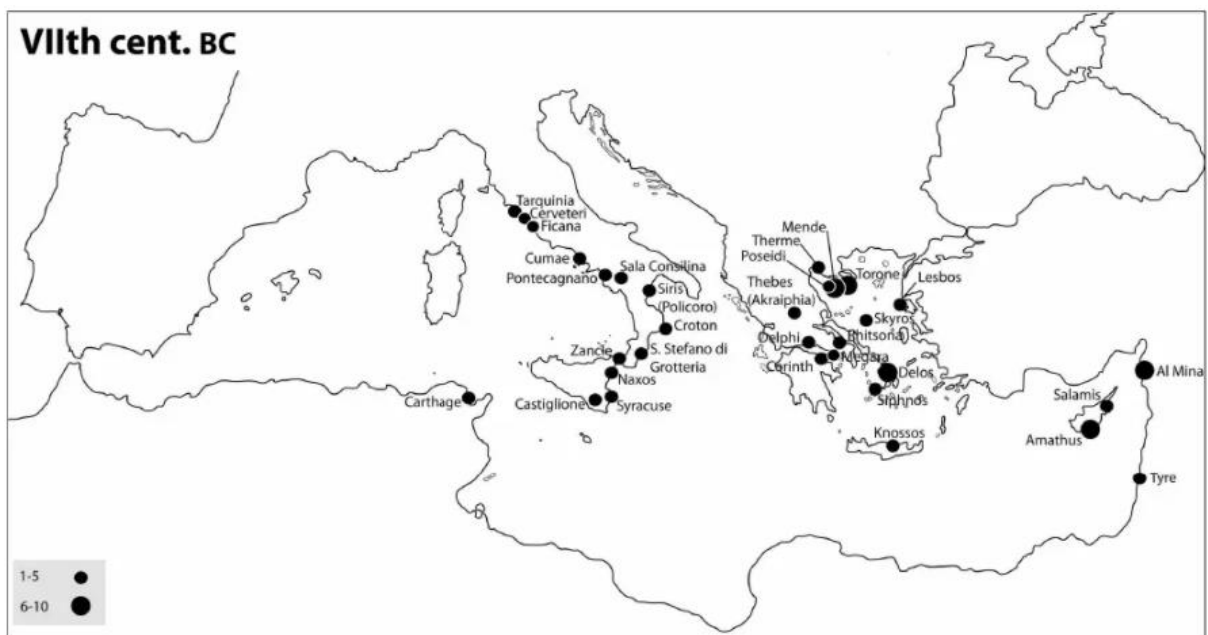 VIIth cent. BC
Tarquinia
Cerveteri
Ficana
Cumae
Pontecagnano
Sala Consilina
Siris
(Policoro)
Croton
Zancle
S. Stefano di
Grotteria
Naxos
Castiglione
Syracuse
Carthage
Mende
Therme
Poseidi
Torone
Lesbos
Thebes
(Akraiphia)
Skyros
Delphi
Rhitsona
Megara
Corinth
Delos
Siphnos
Knossos
Al Mina
Salamis
Amathus
Tyre
1-5
6-10